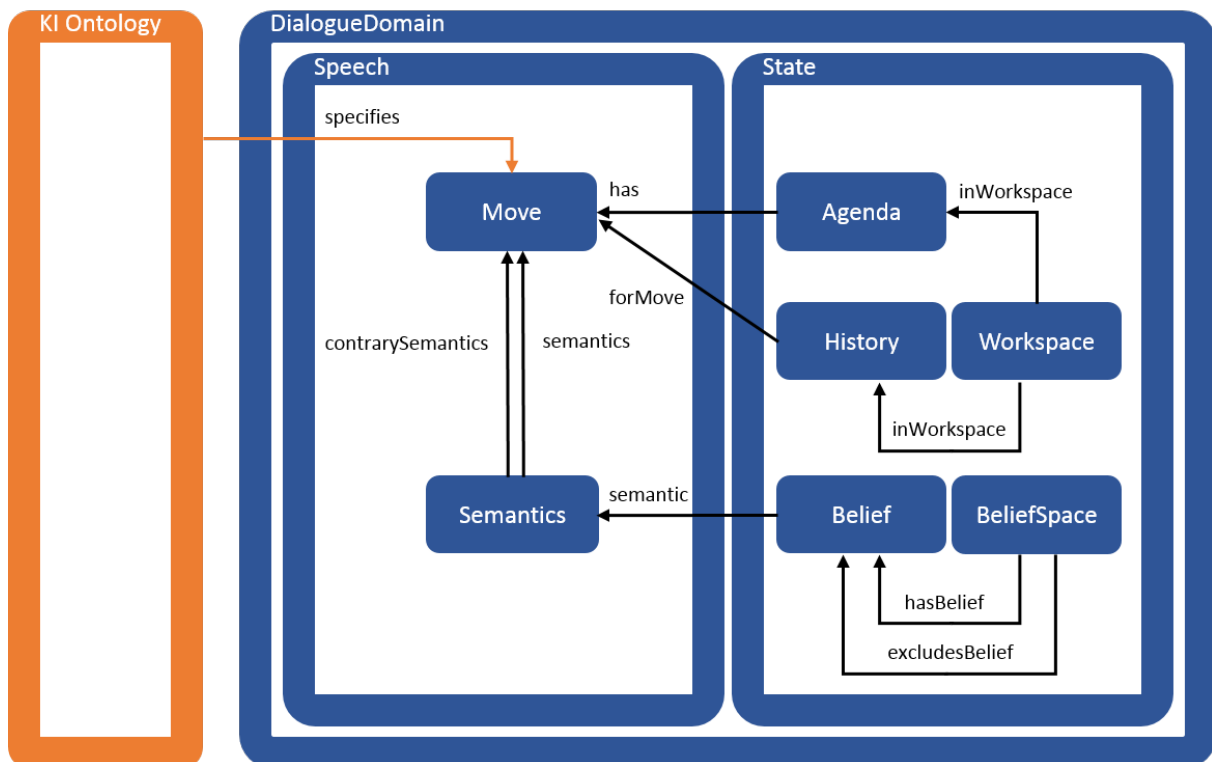 KI Ontology
DialogueDomain
Speech
State
specifies
Move
has
Agenda
inWorkspace
forMove
contrarySemantics
semantics
History
Workspace
inWorkspace
Semantics
semantic
Belief
BeliefSpace
hasBelief
excludesBelief